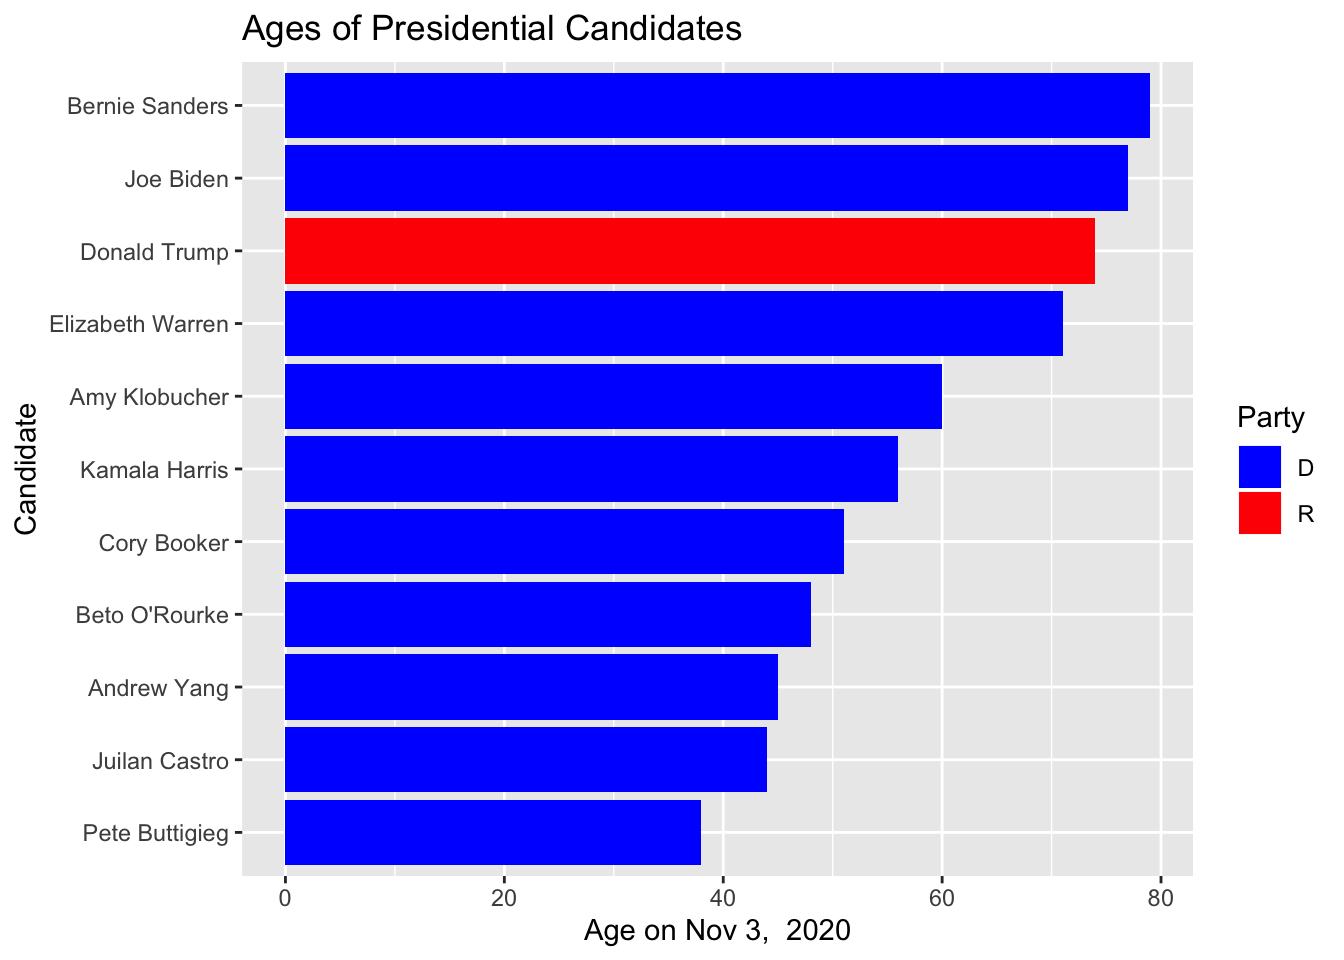 Ages of Presidential Candidates
Bernie Sanders
Joe Biden
Donald Trump
Elizabeth Warren
Amy Klobucher
Kamala Harris
Cory Booker
Beto O'Rourke
Andrew Yang
Juilan Castro
Pete Buttigieg
Candidate
0 20 40 60 80
Age on Nov 3,  2020
Party
D
R